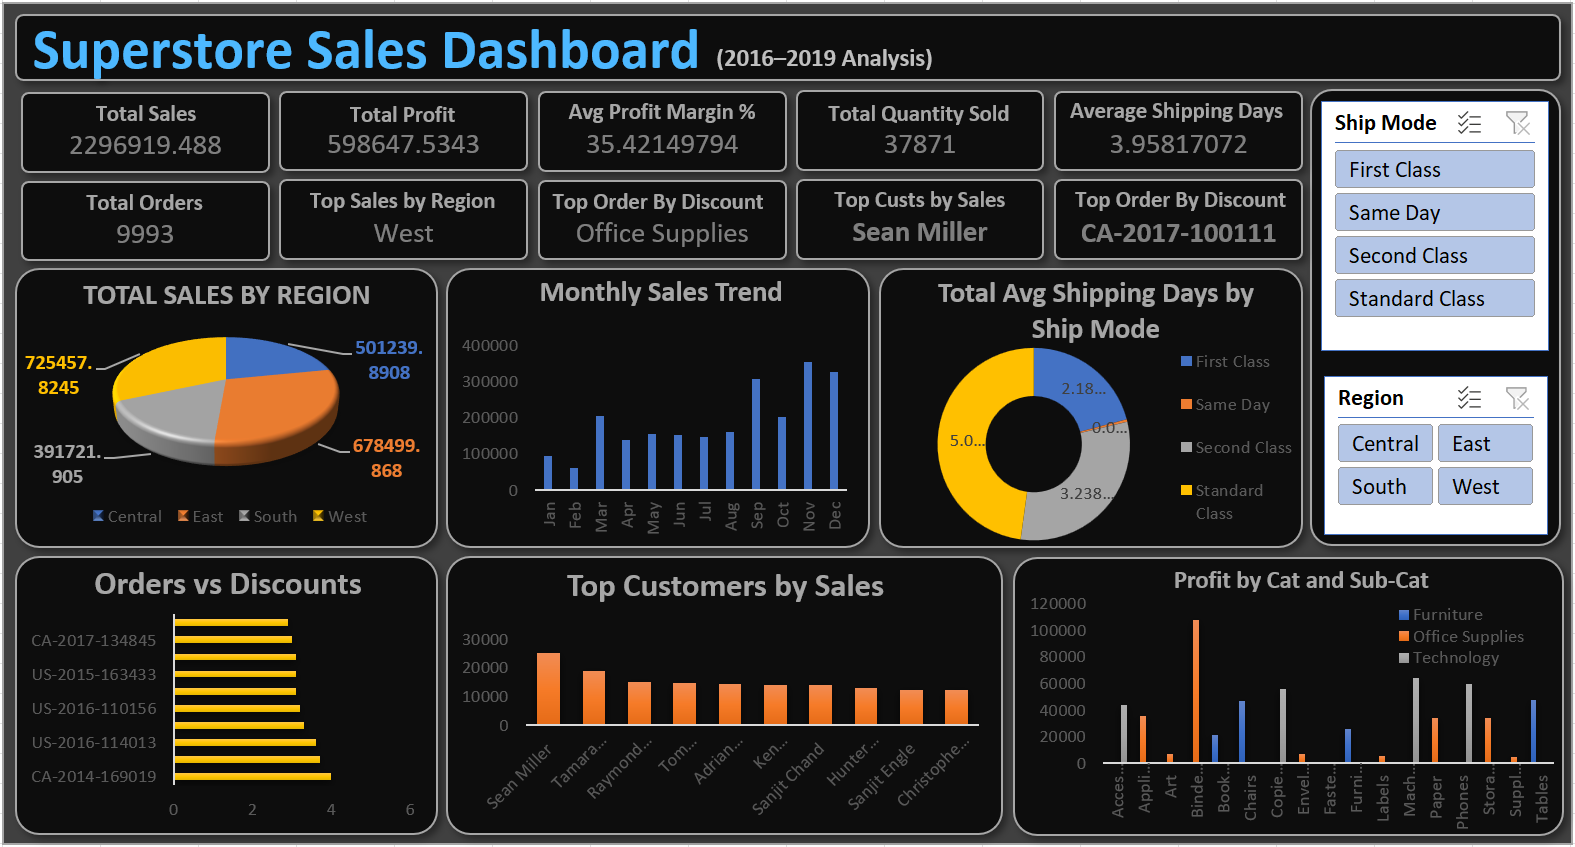 Superstore Sales Dashboard (2016–2019 Analysis)
Total Sales
2296919.488
Total Profit
598647.5343
Avg Profit Margin %
35.42149794
Total Quantity Sold
37871
Average Shipping Days
3.95817072
Total Orders
9993
Top Sales by Region
West
Top Order By Discount
Office Supplies
Top Custs by Sales
Sean Miller
Top Order By Discount
CA-2017-100111
Ship Mode
First Class
Same Day
Second Class
Standard Class
Region
Central East
South West
TOTAL SALES BY REGION
725457.
8245
501239.
8908
391721.
905
678499.
868
Central East South West
Monthly Sales Trend
400000
300000
200000
100000
0
Jan Feb Mar Apr May Jun Jul Aug Sep Oct Nov Dec
Total Avg Shipping Days by
Ship Mode
2.18...
0.0...
5.0...
3.238...
First Class
Same Day
Second Class
Standard
Class
Orders vs Discounts
CA-2017-134845
US-2015-163433
US-2016-110156
US-2016-114013
CA-2014-169019
0 2 4 6
Top Customers by Sales
30000
20000
10000
0
Sean Miller Tamara... Raymond... Tom... Adrian... Ken... Sanjit Chand Hunter... Sanjit Engle Christophe...
Profit by Cat and Sub-Cat
120000
100000
80000
60000
40000
20000
0
Furniture
Office Supplies
Technology
Acces... Appli... Art Binde... Book... Chairs Copie... Envel... Faste... Furni... Labels Mach... Paper Phones Stora... Suppl... Tables